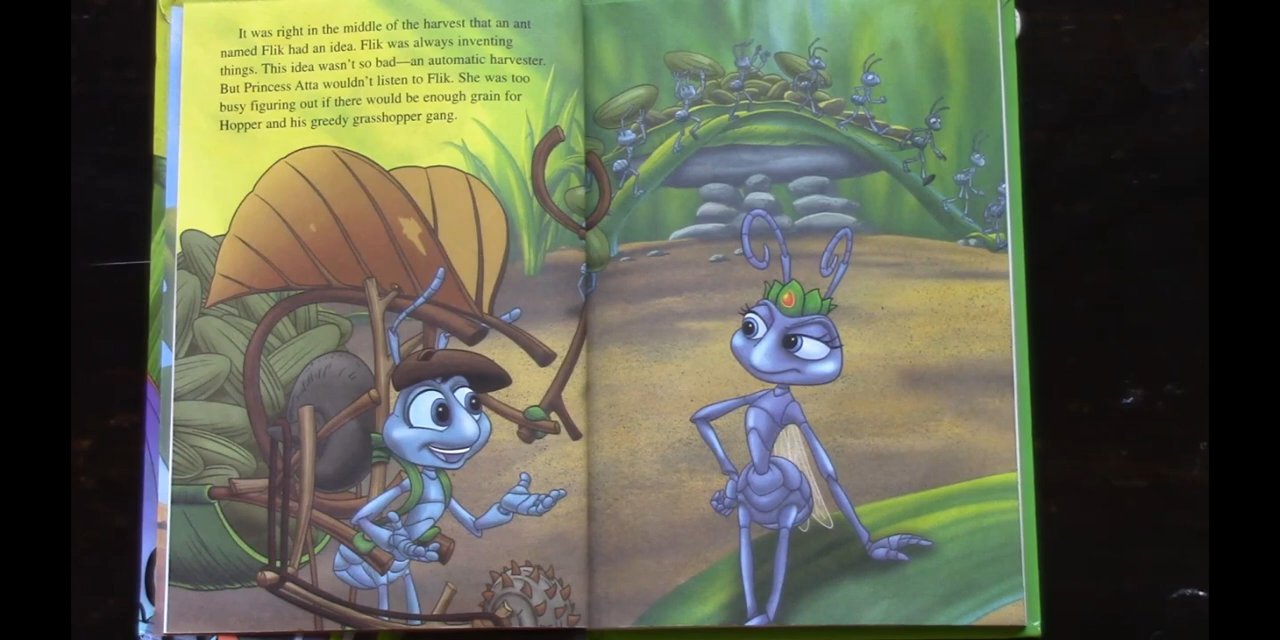 It was right in the middle of the harvest that an ant
named Flik had an idea. Flik was always inventing
things. This idea wasn't so bad—an automatic harvester.
But Princess Atta wouldn't listen to Flik. She was too
busy figuring out if there would be enough grain for
Hopper and his greedy grasshopper gang.